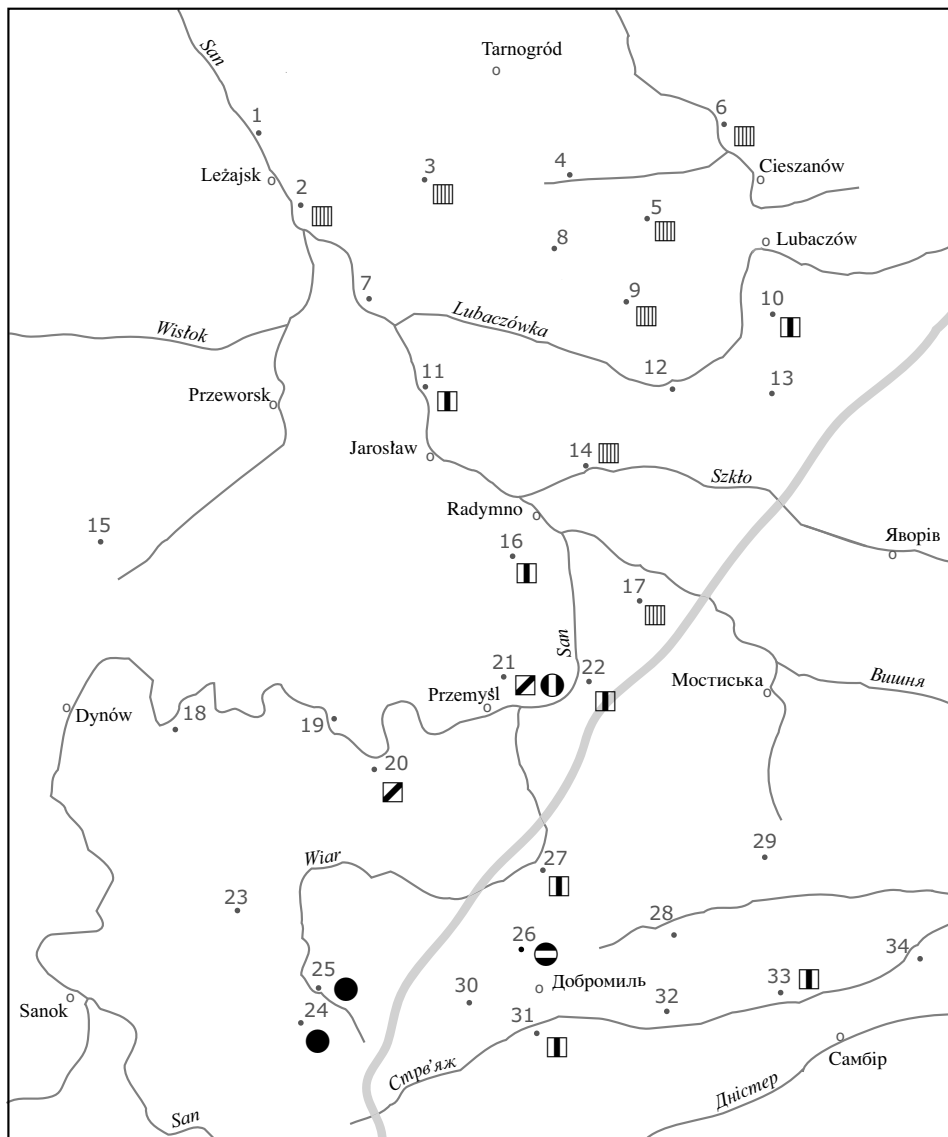 San
Tarnogród
1
6
Leżajsk
3
4
Cieszanów
2
5
8
Lubaczów
7
9
10
Wisłok
Lubaczówka
11
12
13
Przeworsk
Jarosław
14
Szkło
Radymno
15
Яворів
16
17
San
21
22
Przemyśl
Мостиська
Вишня
Dynów
18
19
20
Wiar
27
29
23
28
26
34
25
Добромиль
33
Sanok
24
30
32
31
Стрв'яж
Самбір
San
Дністер